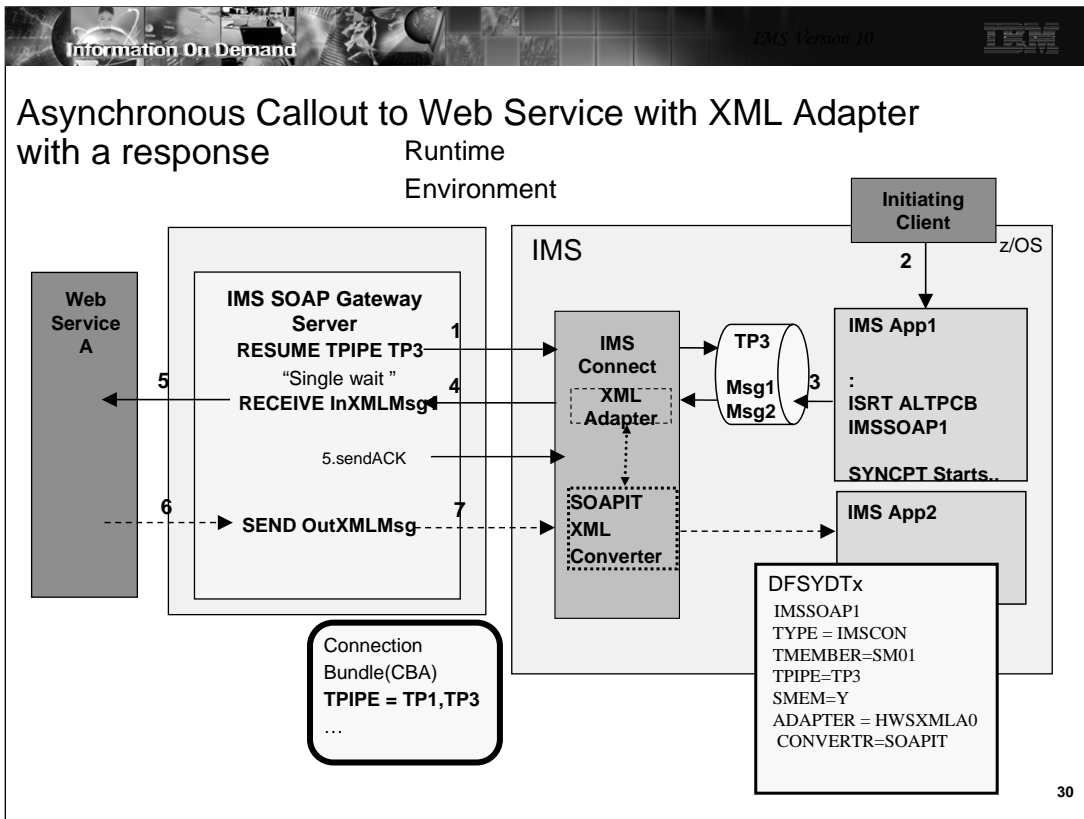 Information On Demand
IMS Version 10
IBM
Asynchronous Callout to Web Service with XML Adapter
with a response
Runtime
Environment
Initiating
Client
IMS
z/OS
2
Web
Service
A
IMS SOAP Gateway
Server
RESUME TPIPE TP3
1
"Single wait "
RECEIVE InXMLMsg
4
5
5.sendACK
6
SEND OutXMLMsg
7
IMS
Connect
XML
Adapter
SOAPIT
XML
Converter
TP3
Msg1
Msg2
3
IMS App1
:
ISRT ALTPCB
IMSSOAP1
SYNCPT Starts..
IMS App2
DFSYDTx
IMSSOAP1
TYPE = IMSCON
TMEMBER=SM01
TPIPE=TP3
SMEM=Y
ADAPTER = HWSXMLA0
CONVERTR=SOAPIT
Connection
Bundle(CBA)
TPIPE = TP1,TP3
…
30